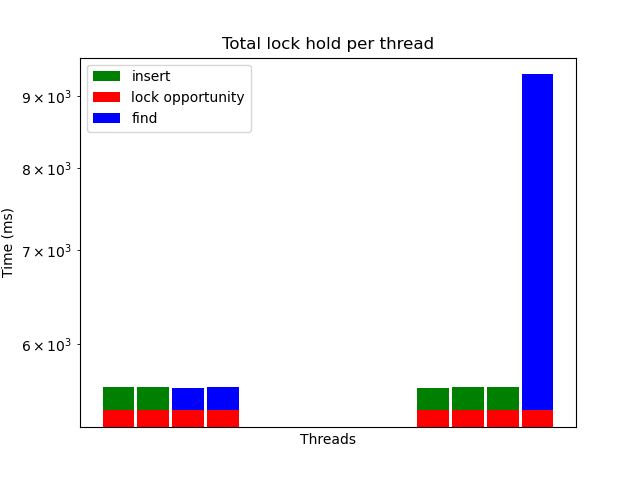 Total lock hold per thread
insert
lock opportunity
find
9 × 10³
8 × 10³
7 × 10³
6 × 10³
Time (ms)
Threads